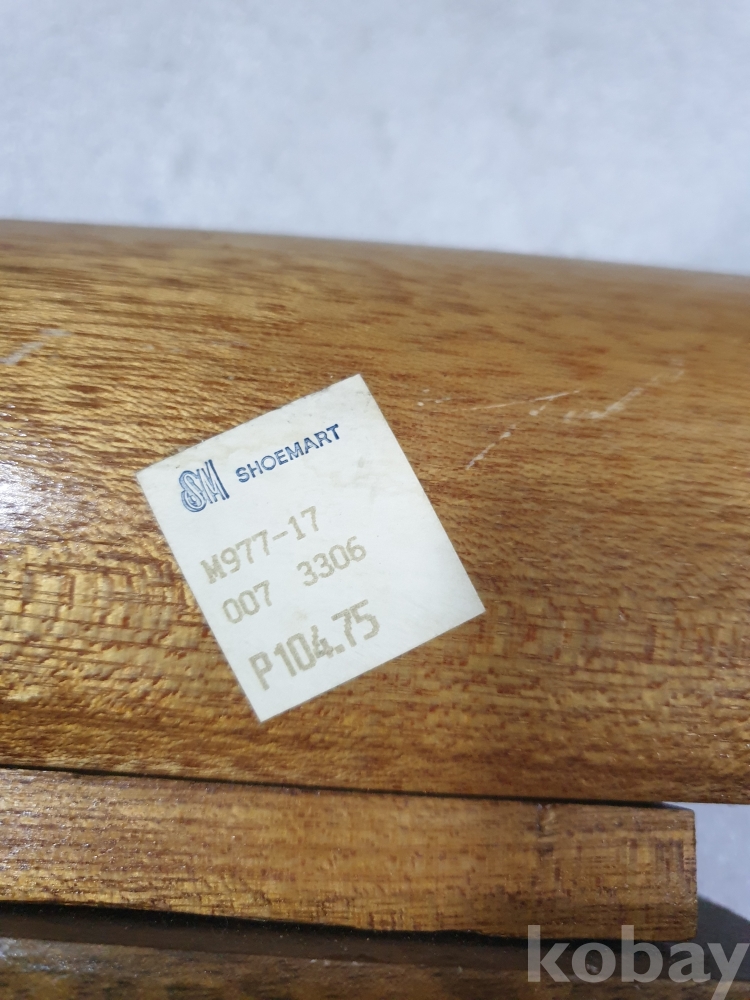 SM SHOEMART
M977-17
007 3306
P104.75
kobay